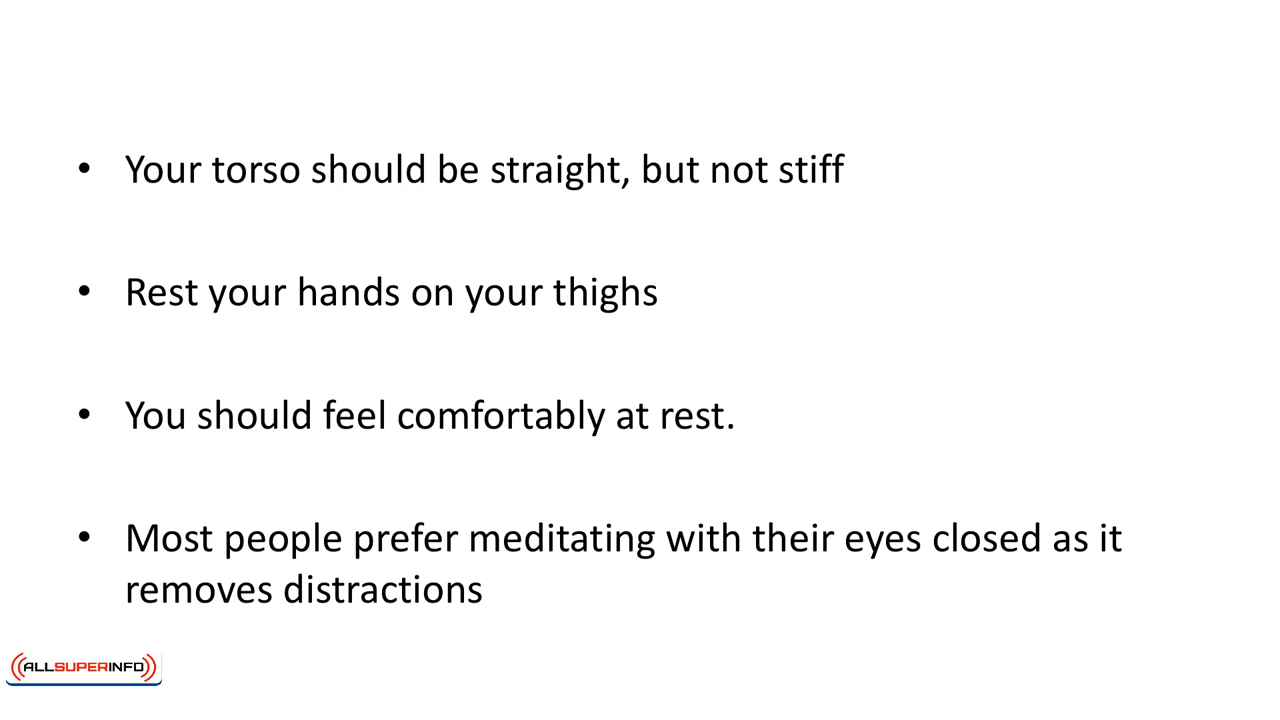 • Your torso should be straight, but not stiff
• Rest your hands on your thighs
• You should feel comfortably at rest.
• Most people prefer meditating with their eyes closed as it
removes distractions
ALLSUPERINFO